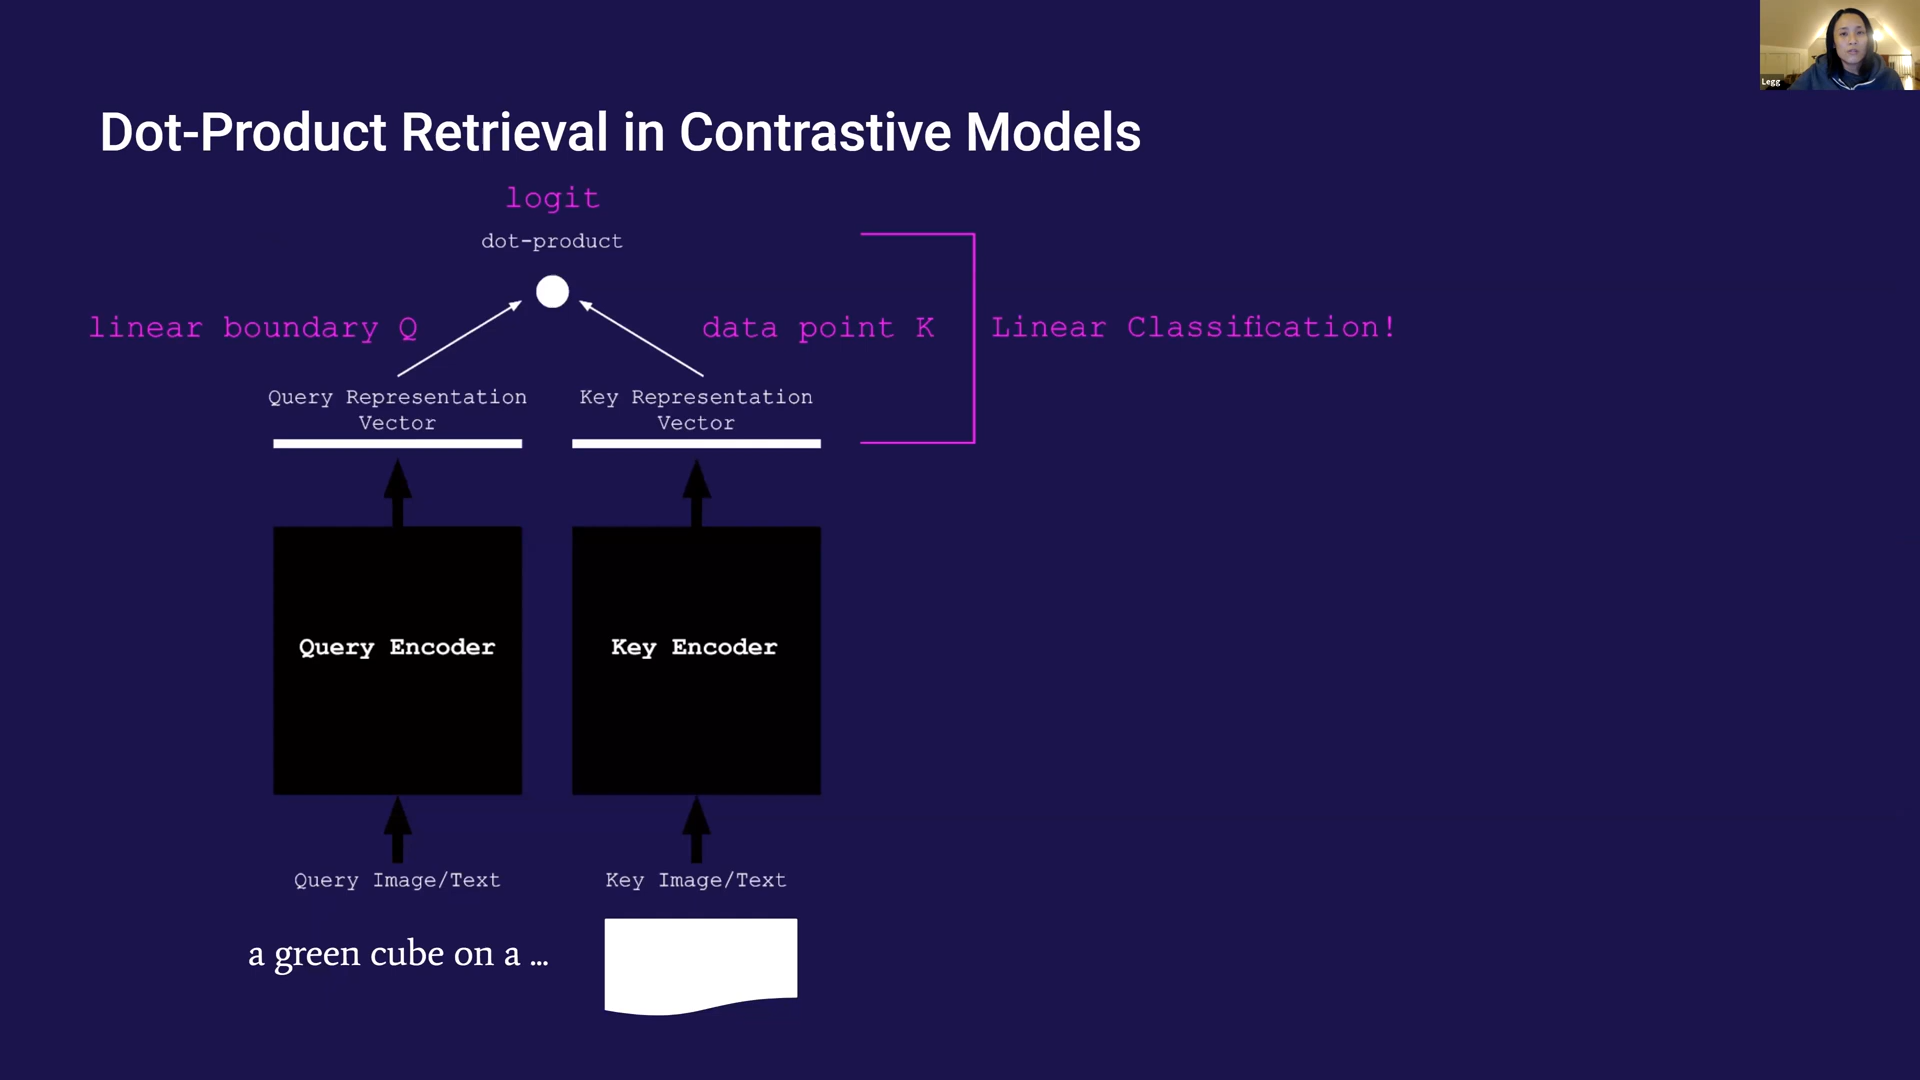 Legg
Dot-Product Retrieval in Contrastive Models
logit
dot-product
linear boundary Q
data point K
Linear Classification!
Query Representation
Vector
Key Representation
Vector
Query Encoder
Key Encoder
Query Image/Text
Key Image/Text
a green cube on a ...